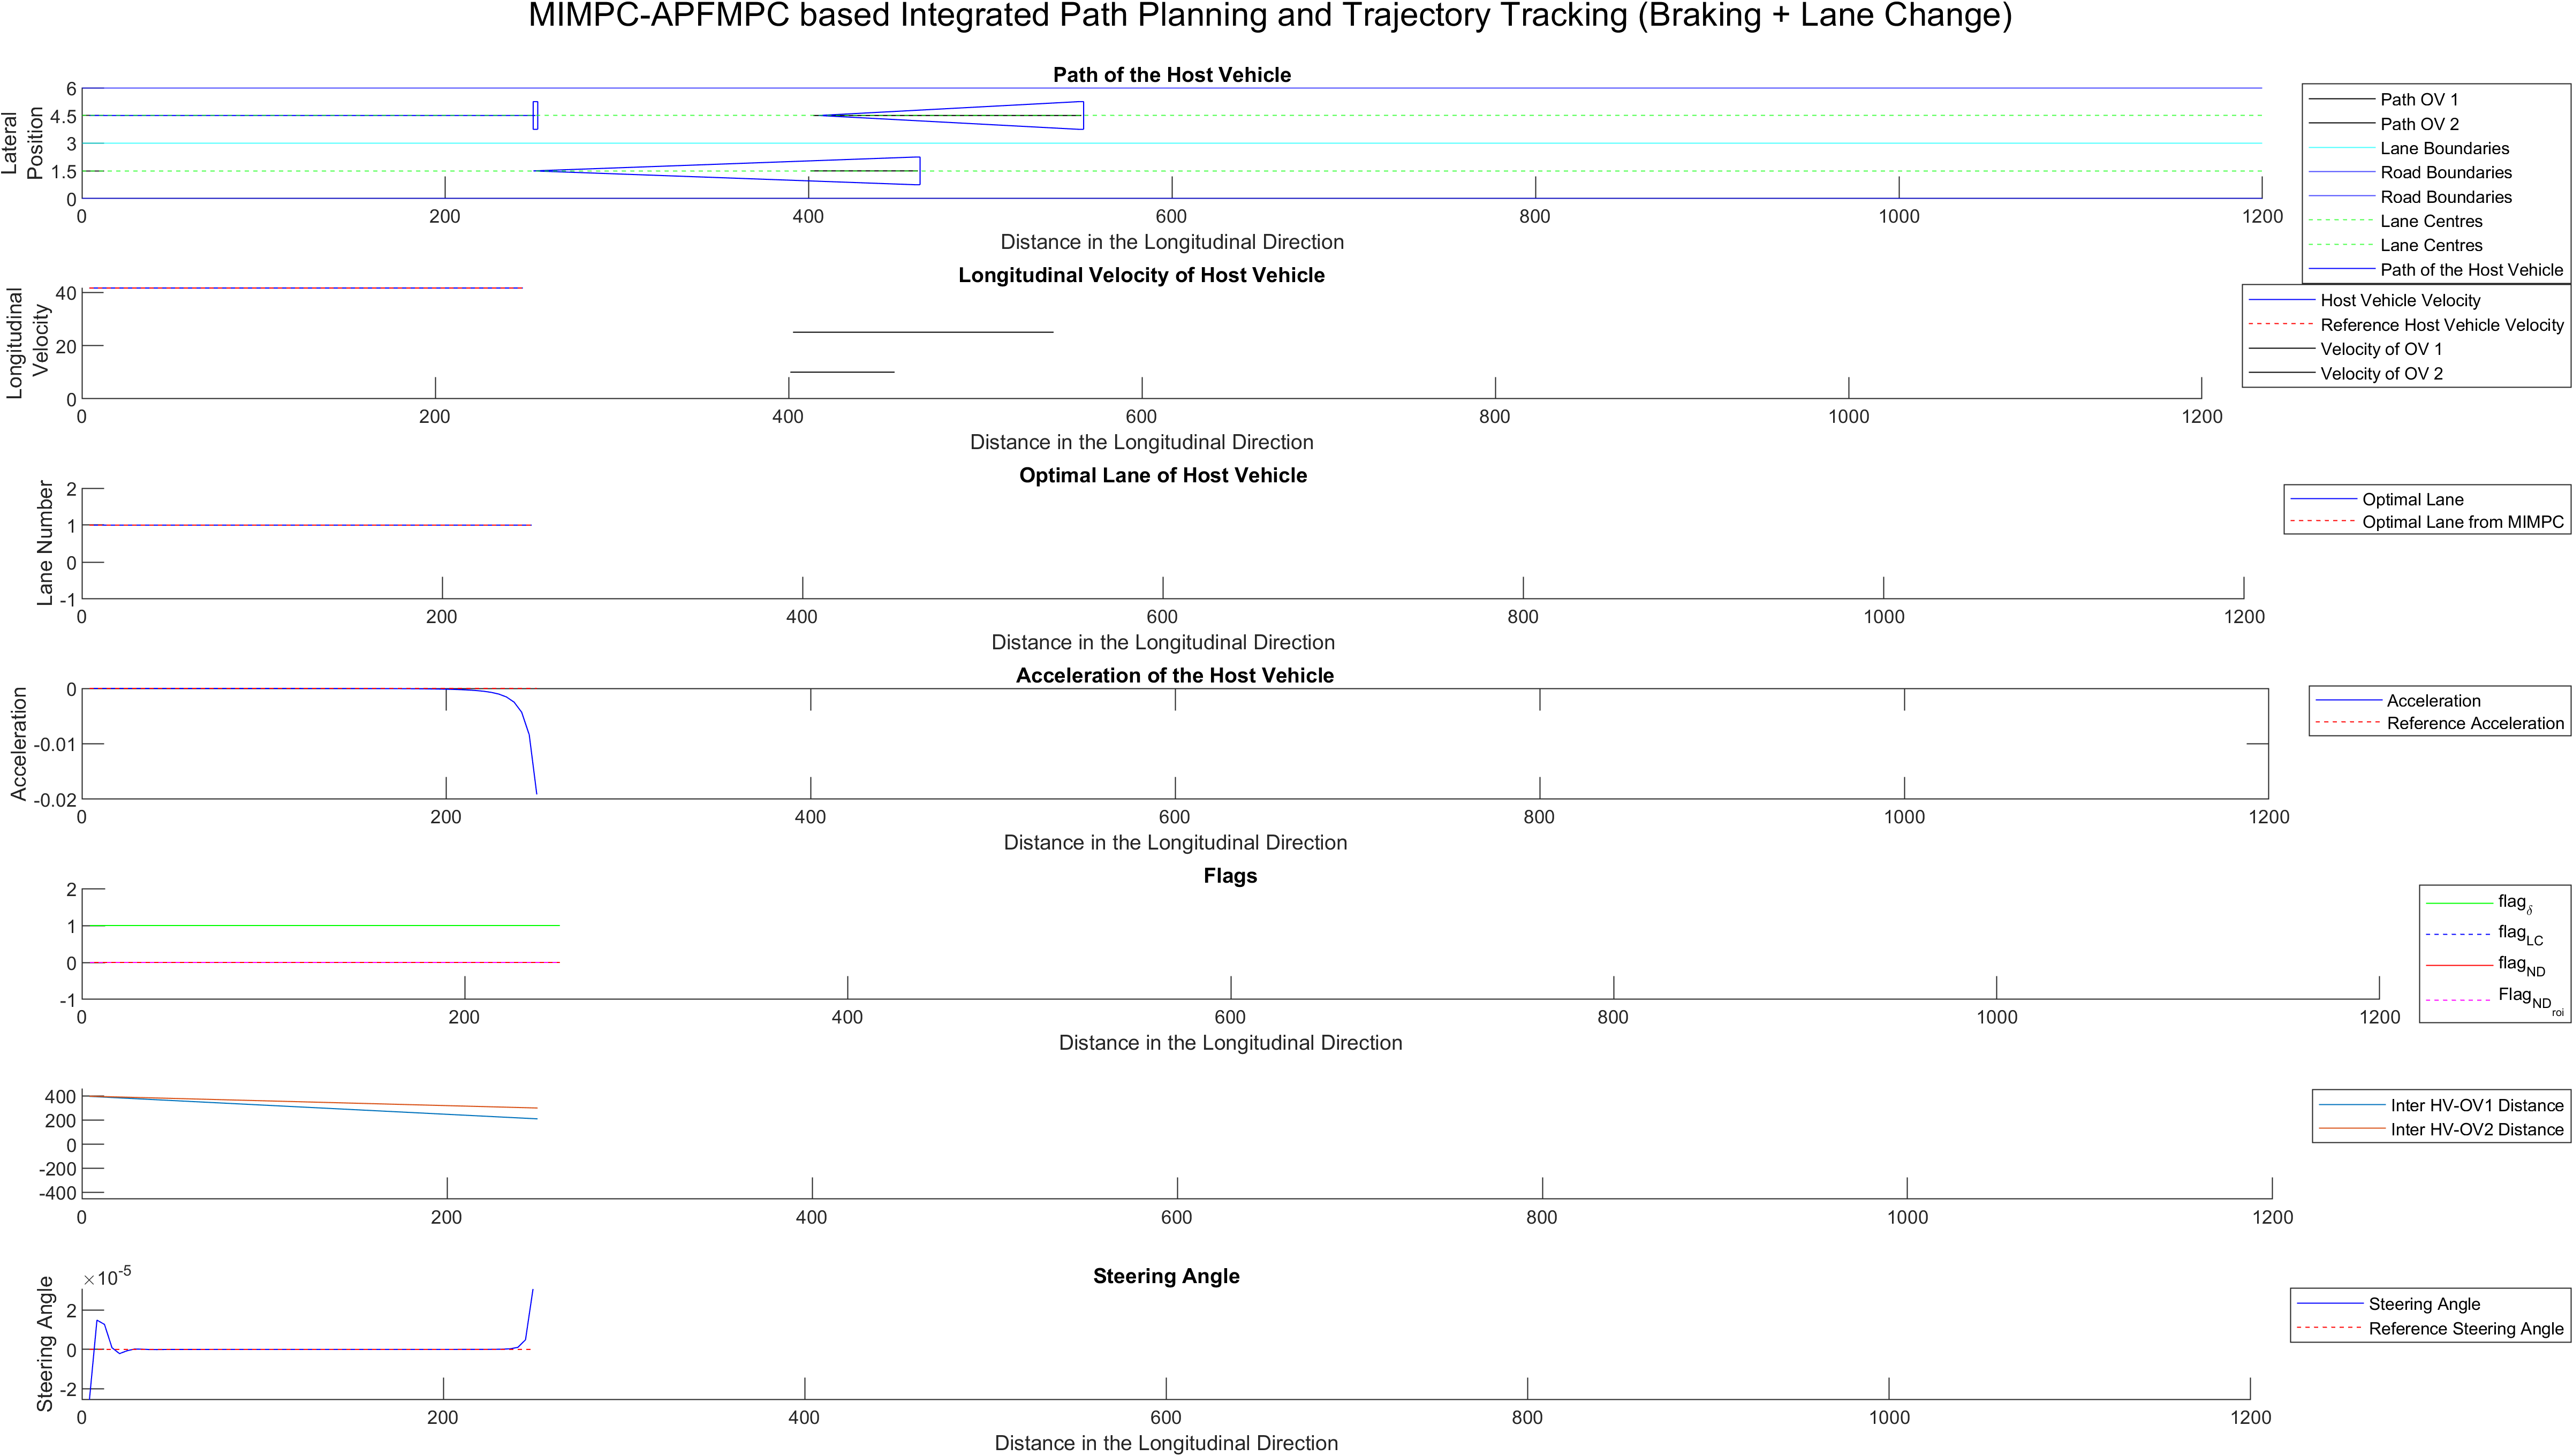 MIMPC-APFMPC based Integrated Path Planning and Trajectory Tracking (Braking + Lane Change)
Path of the Host Vehicle
Lateral
Position
6
4.5
3
1.5
0
0 200 400 600 800 1000 1200
Distance in the Longitudinal Direction
Path OV 1
Path OV 2
Lane Boundaries
Road Boundaries
Road Boundaries
Lane Centres
Lane Centres
Path of the Host Vehicle
Longitudinal Velocity of Host Vehicle
Longitudinal
Velocity
40
20
0
0 200 400 600 800 1000 1200
Distance in the Longitudinal Direction
Host Vehicle Velocity
Reference Host Vehicle Velocity
Velocity of OV 1
Velocity of OV 2
Optimal Lane of Host Vehicle
Lane Number
2
1
0
-1
0 200 400 600 800 1000 1200
Distance in the Longitudinal Direction
Optimal Lane
Optimal Lane from MIMPC
Acceleration of the Host Vehicle
Acceleration
0
-0.01
-0.02
0 200 400 600 800 1000 1200
Distance in the Longitudinal Direction
Acceleration
Reference Acceleration
Flags
2
1
0
-1
0 200 400 600 800 1000 1200
Distance in the Longitudinal Direction
flag δ
flag LC
flag ND
Flag ND roi
400
200
0
-200
-400
0 200 400 600 800 1000 1200
Inter HV-OV1 Distance
Inter HV-OV2 Distance
Steering Angle
×10-5
Steering Angle
2
0
-2
0 200 400 600 800 1000 1200
Distance in the Longitudinal Direction
Steering Angle
Reference Steering Angle